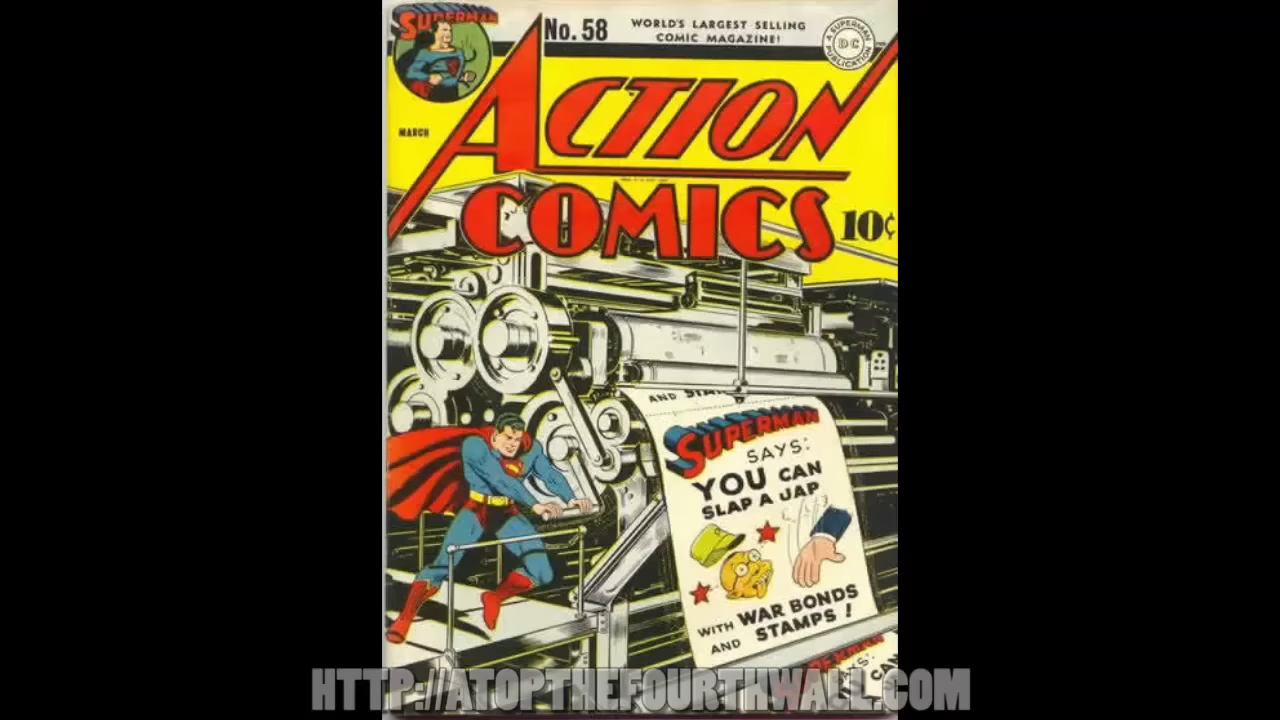 SUPERMAN
No. 58
WORLD'S LARGEST SELLING
COMIC MAGAZINE!
A SUPERMAN
DC
PUBLICATION
MARCH
ACTION
COMICS
10¢
AND
SUPERMAN
SAYS:
YOU CAN
SLAP A JAP
WITH WAR BONDS
AND STAMPS!
HTTP://ATOPTHEFOURTHWALL.COM